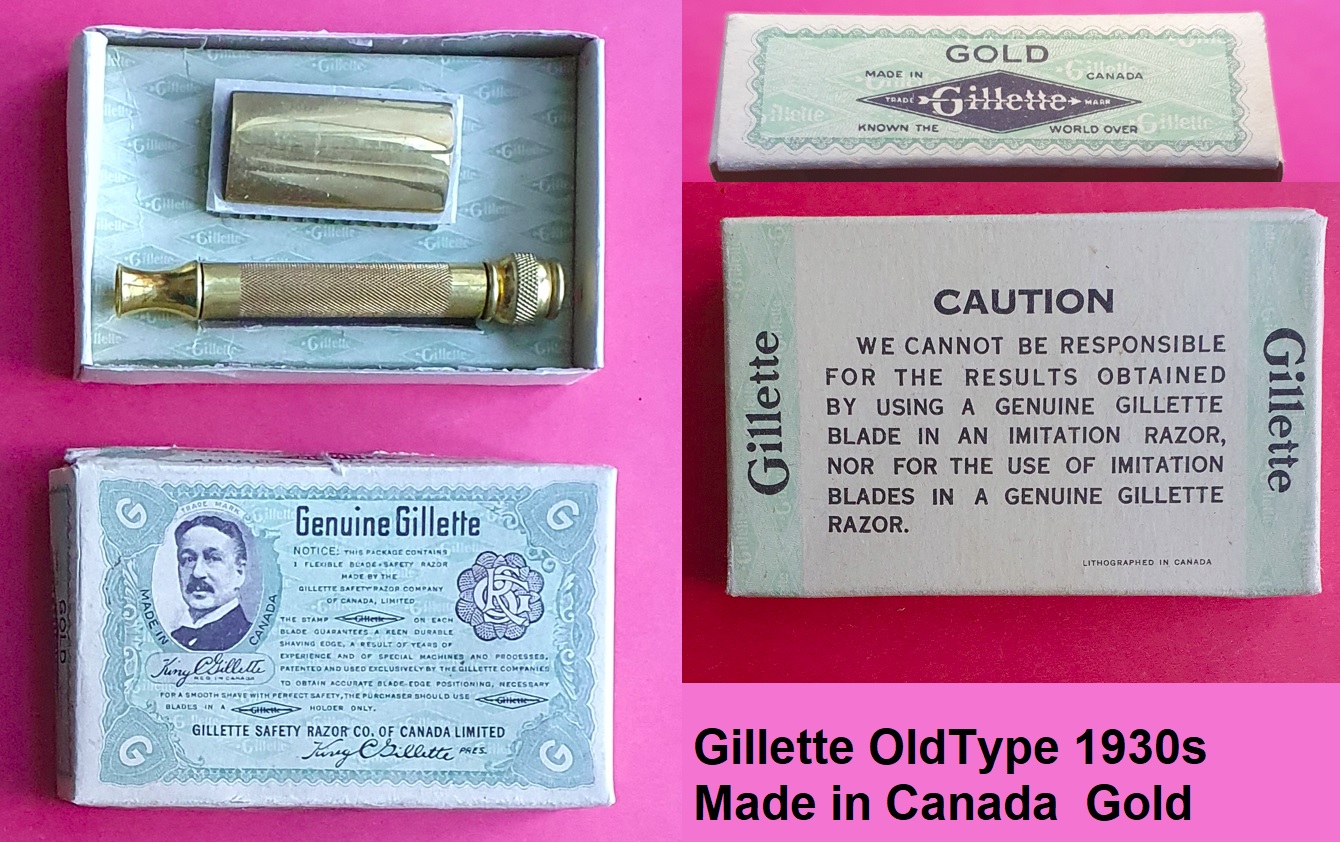 GOLD
MADE IN CANADA
TRADE Gillette MARK
KNOWN THE WORLD OVER
CAUTION
WE CANNOT BE RESPONSIBLE
FOR THE RESULTS OBTAINED
BY USING A GENUINE GILLETTE
BLADE IN AN IMITATION RAZOR,
NOR FOR THE USE OF IMITATION
BLADES IN A GENUINE GILLETTE
RAZOR.
LITHOGRAPHED IN CANADA
Gillette
Gillette
GOLD
G
G
TRADE MARK
Genuine Gillette
NOTICE: THIS PACKAGE CONTAINS
1 FLEXIBLE BLADE-SAFETY RAZOR
MADE BY THE
GILLETTE SAFETY RAZOR COMPANY
OF CANADA, LIMITED
THE STAMP Gillette ON EACH
BLADE GUARANTEES A KEEN DURABLE
SHAVING EDGE, A RESULT OF YEARS OF
EXPERIENCE AND OF SPECIAL MACHINES AND PROCESSES,
PATENTED AND USED EXCLUSIVELY BY THE GILLETTE COMPANIES
TO OBTAIN ACCURATE BLADE-EDGE POSITIONING, NECESSARY
FOR A SMOOTH SHAVE WITH PERFECT SAFETY, THE PURCHASER SHOULD USE Gillette
BLADES IN A Gillette HOLDER ONLY.
MADE IN CANADA
King C Gillette
REG IN CANADA
GILLETTE SAFETY RAZOR CO. OF CANADA LIMITED
King C Gillette PRES.
G
G
Gillette OldType 1930s
Made in Canada Gold